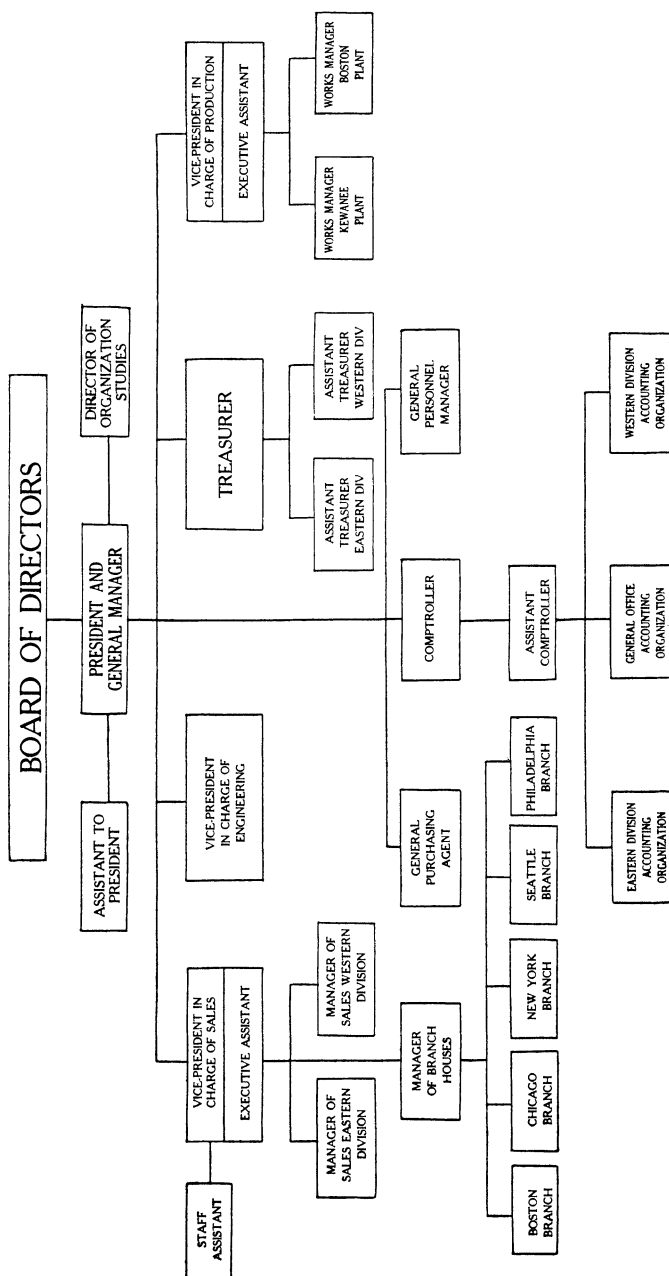 BOARD OF DIRECTORS
ASSISTANT TO
PRESIDENT
PRESIDENT AND
GENERAL MANAGER
DIRECTOR OF
ORGANIZATION
STUDIES
STAFF
ASSISTANT
VICE-PRESIDENT IN
CHARGE OF SALES
EXECUTIVE ASSISTANT
VICE-PRESIDENT
IN CHARGE OF
ENGINEERING
TREASURER
VICE-PRESIDENT IN
CHARGE OF PRODUCTION
EXECUTIVE ASSISTANT
MANAGER OF
SALES EASTERN
DIVISION
MANAGER OF
SALES WESTERN
DIVISION
ASSISTANT
TREASURER
EASTERN DIV
ASSISTANT
TREASURER
WESTERN DIV
WORKS MANAGER
KEWANEE
PLANT
WORKS MANAGER
BOSTON
PLANT
MANAGER
OF BRANCH
HOUSES
GENERAL
PURCHASING
AGENT
COMPTROLLER
GENERAL
PERSONNEL
MANAGER
BOSTON
BRANCH
CHICAGO
BRANCH
NEW YORK
BRANCH
SEATTLE
BRANCH
PHILADELPHIA
BRANCH
ASSISTANT
COMPTROLLER
EASTERN DIVISION
ACCOUNTING
ORGANIZATION
GENERAL OFFICE
ACCOUNTING
ORGANIZATION
WESTERN DIVISION
ACCOUNTING
ORGANIZATION